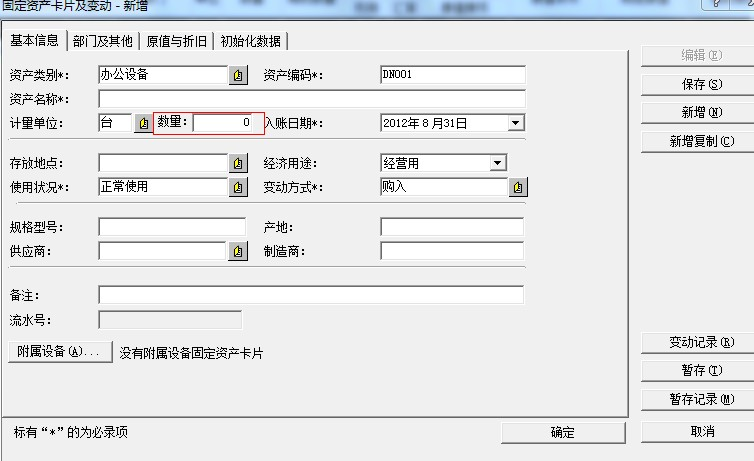 固定资产卡片及变动 - 新增
基本信息 部门及其他 原值与折旧 初始化数据
编辑(E)
资产类别*: 办公设备 资产编码*: DN001
保存(S)
资产名称*:
新增(N)
计量单位: 台 数量: 0 入账日期*: 2012年 8月31日
新增复制(C)
存放地点: 经济用途: 经营用
使用状况*: 正常使用 变动方式*: 购入
规格型号: 产地:
供应商: 制造商:
备注:
流水号:
变动记录(R)
附属设备(A)... 没有附属设备固定资产卡片
暂存(T)
暂存记录(M)
标有“*”的为必录项 确定 取消